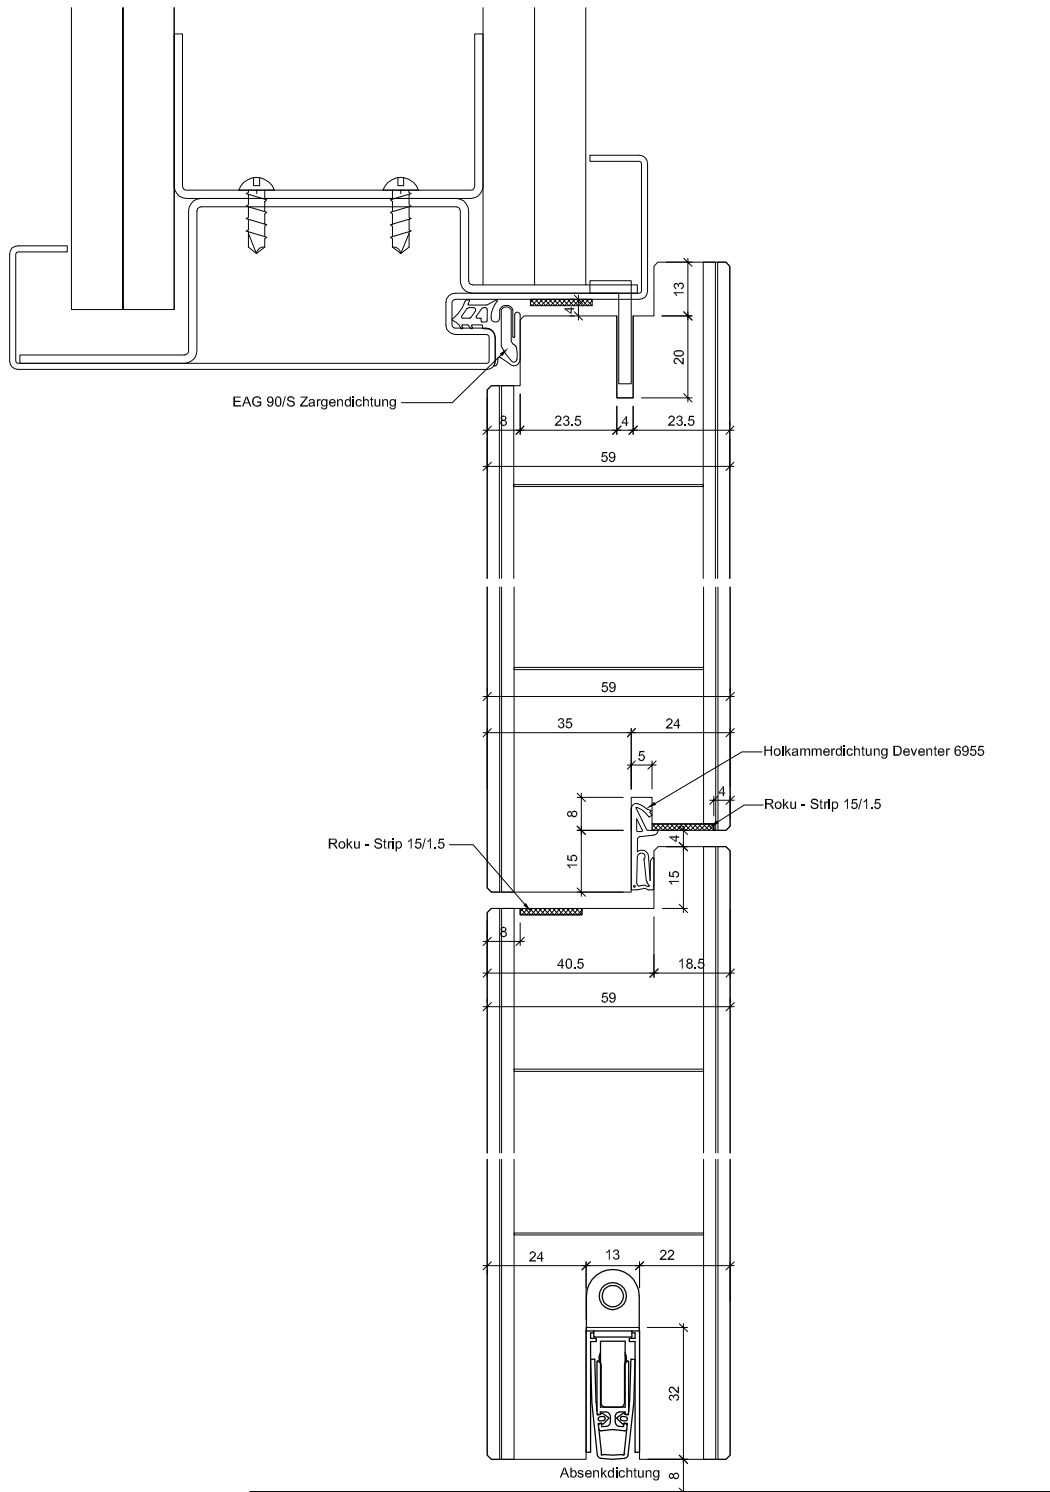 13
4
20
EAG 90/S Zargendichtung
8 23.5 4 23.5
59
59
35 24
5
Holkammerdichtung Deventer 6955
4
Roku - Strip 15/1.5
8
4
Roku - Strip 15/1.5
15
15
8
40.5 18.5
59
24 13 22
32
Absenkdichtung
8